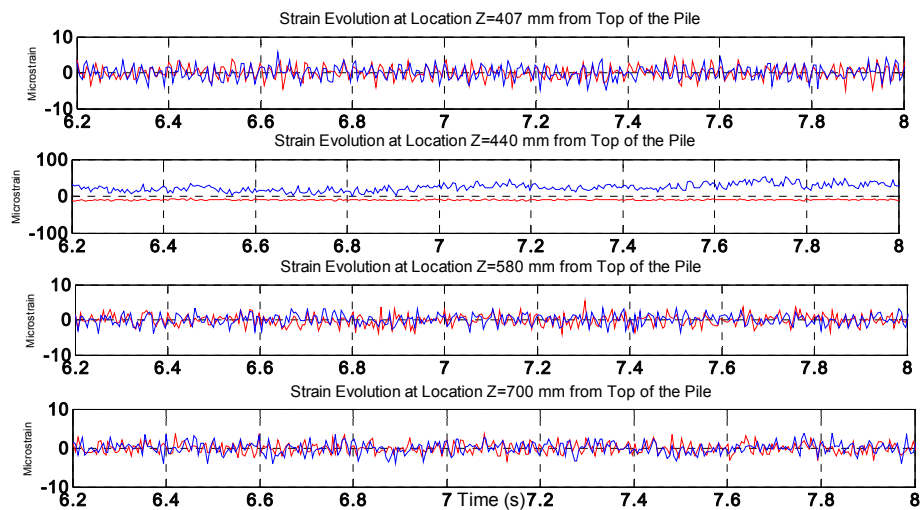 Strain Evolution at Location Z=407 mm from Top of the Pile
10
0
-10
Microstrain
6.2 6.4 6.6 6.8 7 7.2 7.4 7.6 7.8 8
Strain Evolution at Location Z=440 mm from Top of the Pile
100
0
-100
Microstrain
6.2 6.4 6.6 6.8 7 7.2 7.4 7.6 7.8 8
Strain Evolution at Location Z=580 mm from Top of the Pile
10
0
-10
Microstrain
6.2 6.4 6.6 6.8 7 7.2 7.4 7.6 7.8 8
Strain Evolution at Location Z=700 mm from Top of the Pile
10
0
-10
Microstrain
6.2 6.4 6.6 6.8 7 7.2 7.4 7.6 7.8 8
Time (s)